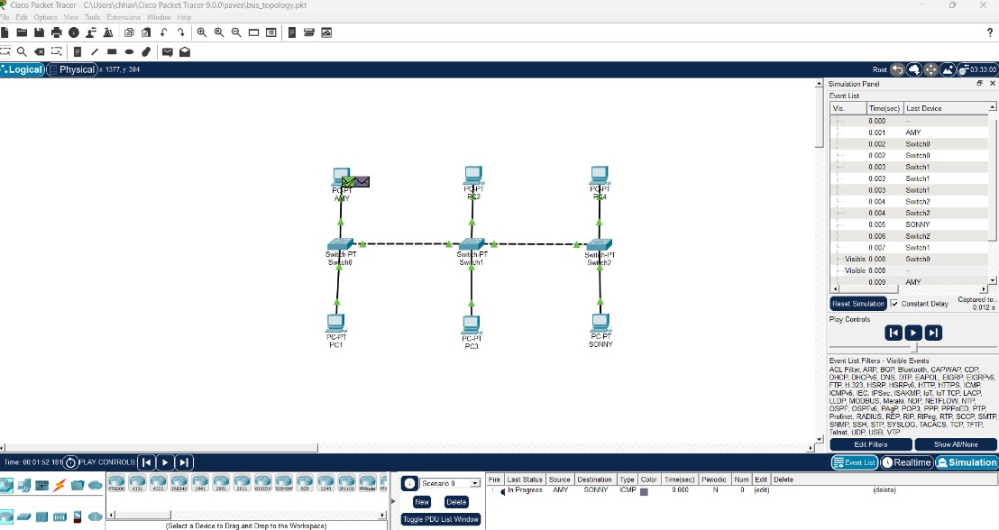 Cisco Packet Tracer - C:\Users\chhav\Cisco Packet Tracer 9.0.0\saves\bus_topology.pkt
File Edit Options View Tools Extensions Window Help
Logical Physical x: 1377, y: 394
Root 03:33:00
Simulation Panel
Event List
Vis. Time(sec) Last Device
0.000 --
0.001 AMY
0.002 Switch0
0.002 Switch0
0.003 Switch1
0.003 Switch1
0.003 Switch1
0.004 Switch2
0.004 Switch2
0.005 SONNY
0.006 Switch2
0.007 Switch1
Visible 0.008 Switch0
Visible 0.008 --
0.009 AMY
Reset Simulation Constant Delay Captured to:
0.012 s
Play Controls
Event List Filters - Visible Events
ACL Filter, ARP, BGP, Bluetooth, CAPWAP, CDP,
DHCP, DHCPv6, DNS, DTP, EAPOL, EIGRP, EIGRPv6,
FTP, H.323, HSRP, HSRPv6, HTTP, HTTPS, ICMP,
ICMPv6, IEC, IPSec, ISAKMP, IoT, IoT TCP, LACP,
LLDP, MODBUS, Meraki, NDP, NETFLOW, NTP,
OSPF, OSPFv6, PAgP, POP3, PPP, PPPoED, PTP,
Profinet, RADIUS, REP, RIP, RIPng, RTP, SCCP, SMTP,
SNMP, SSH, STP, SYSLOG, TACACS, TCP, TFTP,
Telnet, UDP, USB, VTP
Edit Filters Show All/None
Event List Realtime Simulation
PC-PT
AMY
PC-PT
PC2
PC-PT
PC4
Switch-PT
Switch0
Switch-PT
Switch1
Switch-PT
Switch2
PC-PT
PC1
PC-PT
PC3
PC-PT
SONNY
Time: 00:01:52.181 PLAY CONTROLS:
4331 4321 1941 2901 2911 829 1240
(Select a Device to Drag and Drop to the Workspace)
Scenario 0
New Delete
Toggle PDU List Window
Fire Last Status Source Destination Type Color Time(sec) Periodic Num Edit Delete
In Progress AMY SONNY ICMP 0.000 N 0 (edit) (delete)